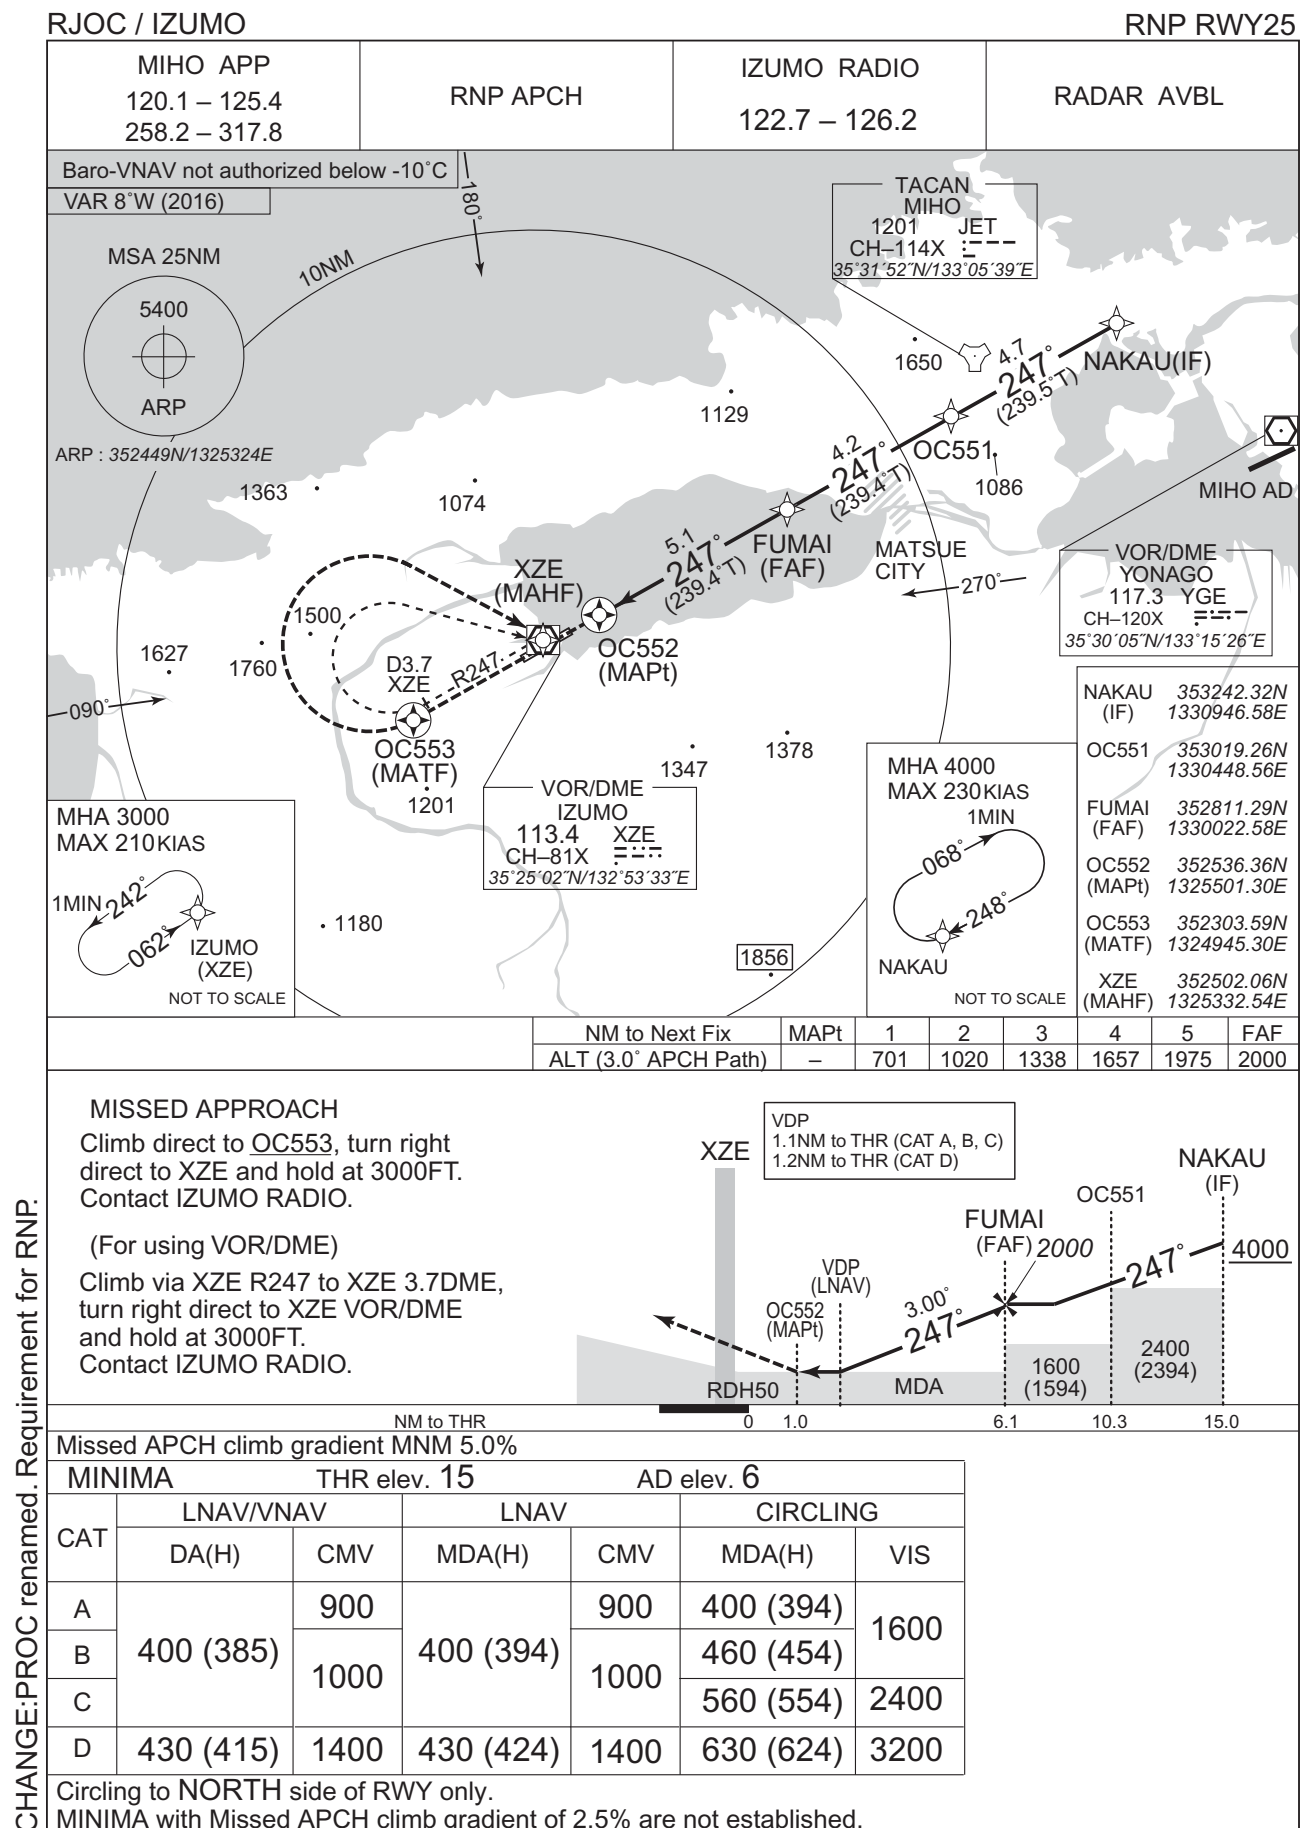 RJOC / IZUMO
RNP RWY25
MIHO APP
120.1 – 125.4
258.2 – 317.8
RNP APCH
IZUMO RADIO
122.7 – 126.2
RADAR AVBL
Baro-VNAV not authorized below -10˚C
VAR 8˚W (2016)
180˚
MSA 25NM
5400
ARP
ARP : 352449N/1325324E
10NM
TACAN
MIHO
1201 JET
CH–114X
35˚31´52˝N/133˚05´39˝E
1650
4.7
247˚
(239.5˚T)
NAKAU(IF)
1129
OC551
4.2
247˚
(239.4˚T)
1086
MIHO AD
1363
1074
5.1
247˚
(239.4˚T)
FUMAI
(FAF)
MATSUE
CITY
270˚
VOR/DME
YONAGO
117.3 YGE
CH–120X
35˚30´05˝N/133˚15´26˝E
XZE
(MAHF)
1500
1627
1760
D3.7
XZE
R247
OC552
(MAPt)
090˚
OC553
(MATF)
1201
1347
1378
VOR/DME
IZUMO
113.4 XZE
CH–81X
35˚25´02˝N/132˚53´33˝E
MHA 3000
MAX 210KIAS
1MIN
242˚
062˚
IZUMO
(XZE)
NOT TO SCALE
1180
1856
MHA 4000
MAX 230KIAS
1MIN
068˚
248˚
NAKAU
NOT TO SCALE
NAKAU 353242.32N
(IF) 1330946.58E
OC551 353019.26N
1330448.56E
FUMAI 352811.29N
(FAF) 1330022.58E
OC552 352536.36N
(MAPt) 1325501.30E
OC553 352303.59N
(MATF) 1324945.30E
XZE 352502.06N
(MAHF) 1325332.54E
NM to Next Fix MAPt 1 2 3 4 5 FAF
ALT (3.0˚ APCH Path) – 701 1020 1338 1657 1975 2000
MISSED APPROACH
Climb direct to OC553, turn right
direct to XZE and hold at 3000FT.
Contact IZUMO RADIO.
(For using VOR/DME)
Climb via XZE R247 to XZE 3.7DME,
turn right direct to XZE VOR/DME
and hold at 3000FT.
Contact IZUMO RADIO.
VDP
1.1NM to THR (CAT A, B, C)
1.2NM to THR (CAT D)
XZE
NAKAU
(IF)
OC551
FUMAI
(FAF) 2000
4000
247˚
VDP
(LNAV)
3.00˚
247˚
OC552
(MAPt)
2400
(2394)
1600
(1594)
MDA
RDH50
NM to THR 0 1.0 6.1 10.3 15.0
Missed APCH climb gradient MNM 5.0%
MINIMA THR elev. 15 AD elev. 6
CAT LNAV/VNAV LNAV CIRCLING
DA(H) CMV MDA(H) CMV MDA(H) VIS
A 900 900 400 (394)
1600
B 400 (385) 1000 400 (394) 1000 460 (454)
C 560 (554) 2400
D 430 (415) 1400 430 (424) 1400 630 (624) 3200
Circling to NORTH side of RWY only.
MINIMA with Missed APCH climb gradient of 2.5% are not established.
CHANGE:PROC renamed. Requirement for RNP.